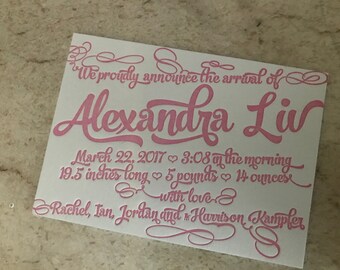 We proudly announce the arrival of
Alexandra Liv
March 22, 2017 ♡ 3:08 in the morning
19.5 inches long ♡ 5 pounds ♡ 14 ounces
with love
Rachel, Ian, Jordan and Harrison Kampler